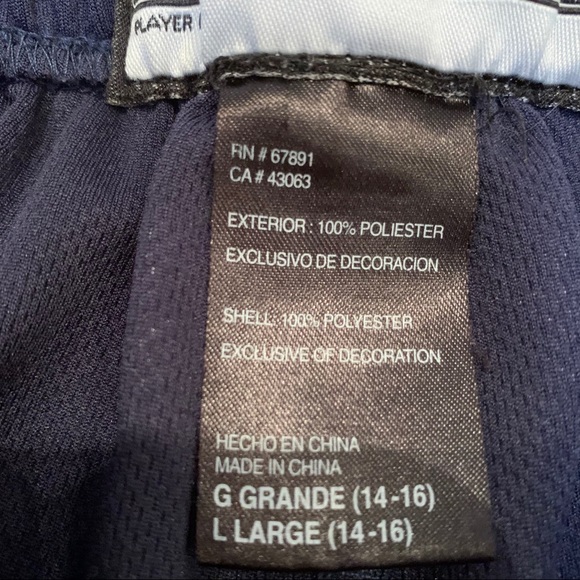 PLAYER
RN # 67891
CA # 43063
EXTERIOR : 100% POLIESTER
EXCLUSIVO DE DECORACION
SHELL: 100% POLYESTER
EXCLUSIVE OF DECORATION
HECHO EN CHINA
MADE IN CHINA
G GRANDE (14-16)
L LARGE (14-16)